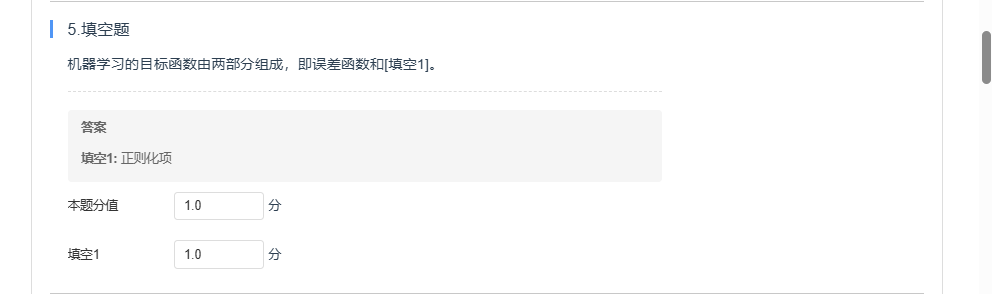 5.填空题
机器学习的目标函数由两部分组成，即误差函数和[填空1]。
答案
填空1: 正则化项
本题分值 1.0 分
填空1 1.0 分